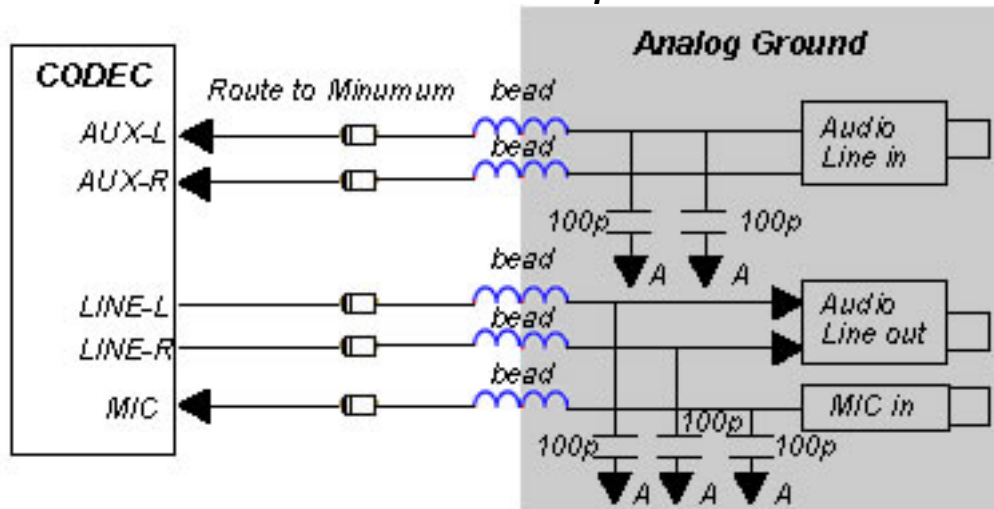 Analog Ground
CODEC
Route to Minumum
bead
AUX-L
Audio
Line in
bead
AUX-R
100p
100p
bead
A
A
LINE-L
Audio
Line out
bead
LINE-R
bead
MIC
MIC in
100p
100p
100p
A
A
A